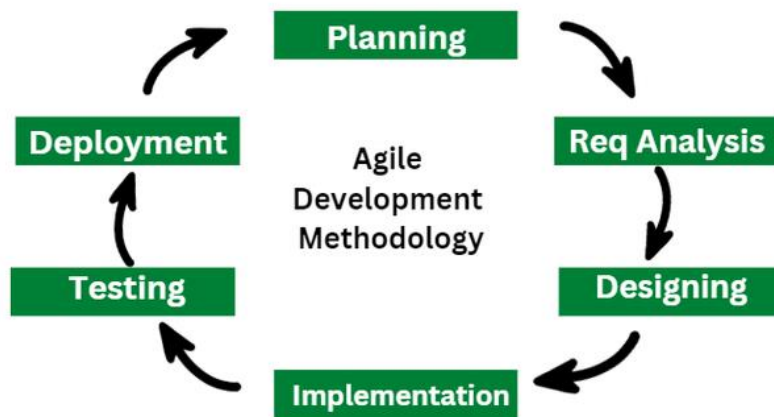 Planning
Deployment
Req Analysis
Agile
Development
Methodology
Testing
Designing
Implementation